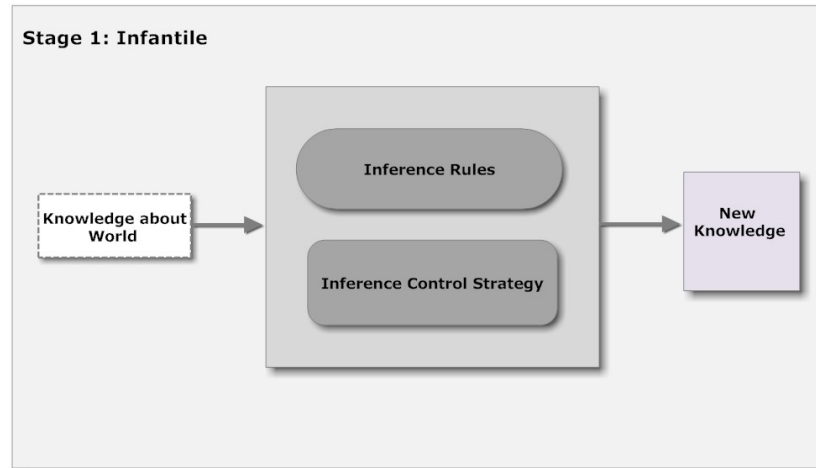 Stage 1: Infantile
Inference Rules
Knowledge about
World
Inference Control Strategy
New
Knowledge